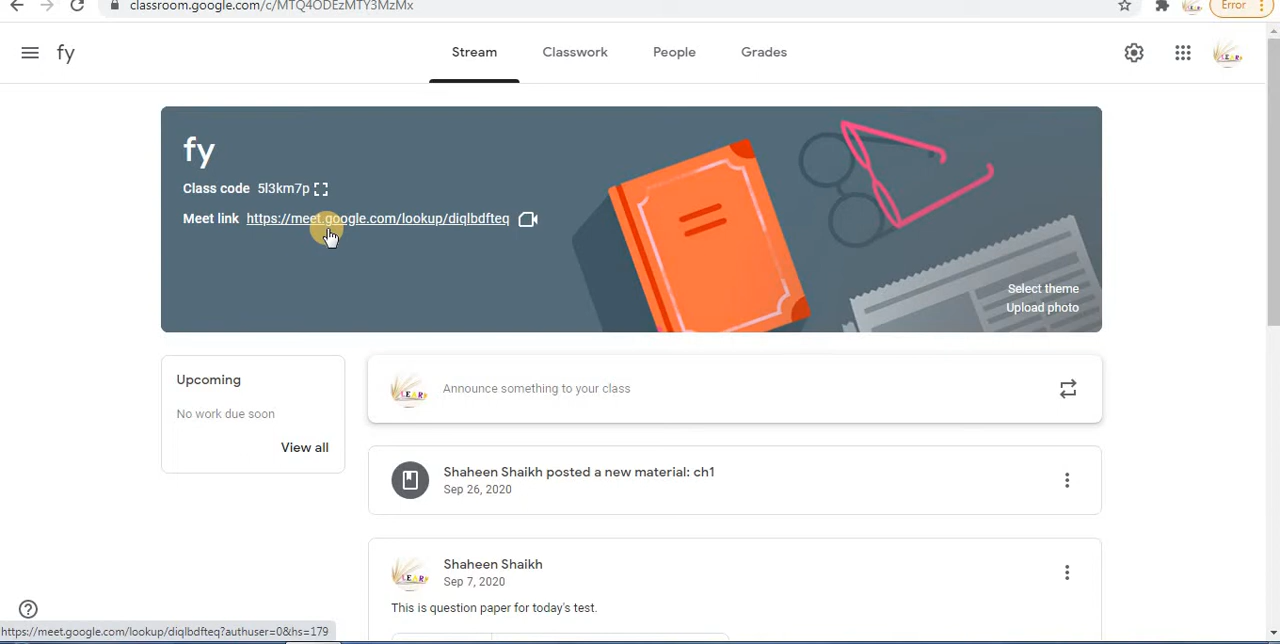 classroom.google.com/c/MTQ4ODEzMTY3MzMx
Error
fy
Stream
Classwork
People
Grades
fy
Class code 5l3km7p
Meet link https://meet.google.com/lookup/diqlbdfteq
Select theme
Upload photo
Upcoming
No work due soon
View all
Announce something to your class
Shaheen Shaikh posted a new material: ch1
Sep 26, 2020
Shaheen Shaikh
Sep 7, 2020
This is question paper for today's test.
https://meet.google.com/lookup/diqlbdfteq?authuser=0&hs=179